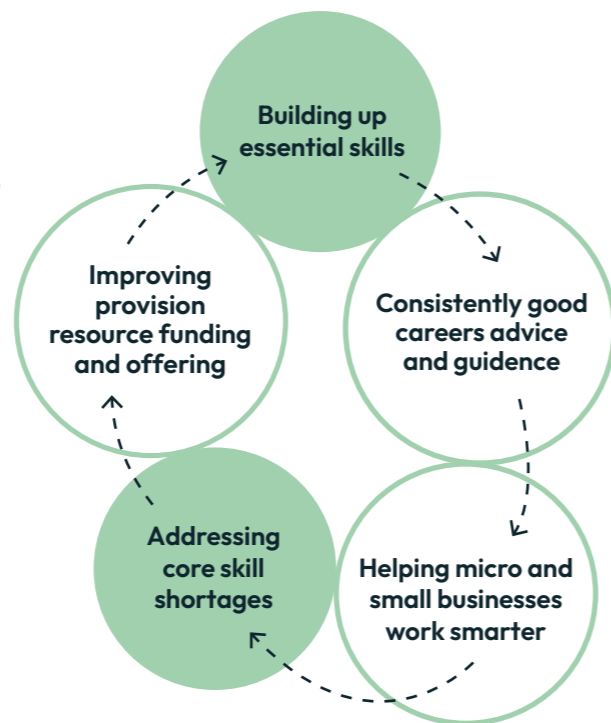 Building up
essential skills
Consistently good
careers advice
and guidence
Helping micro and
small businesses
work smarter
Addressing
core skill
shortages
Improving
provision
resource funding
and offering